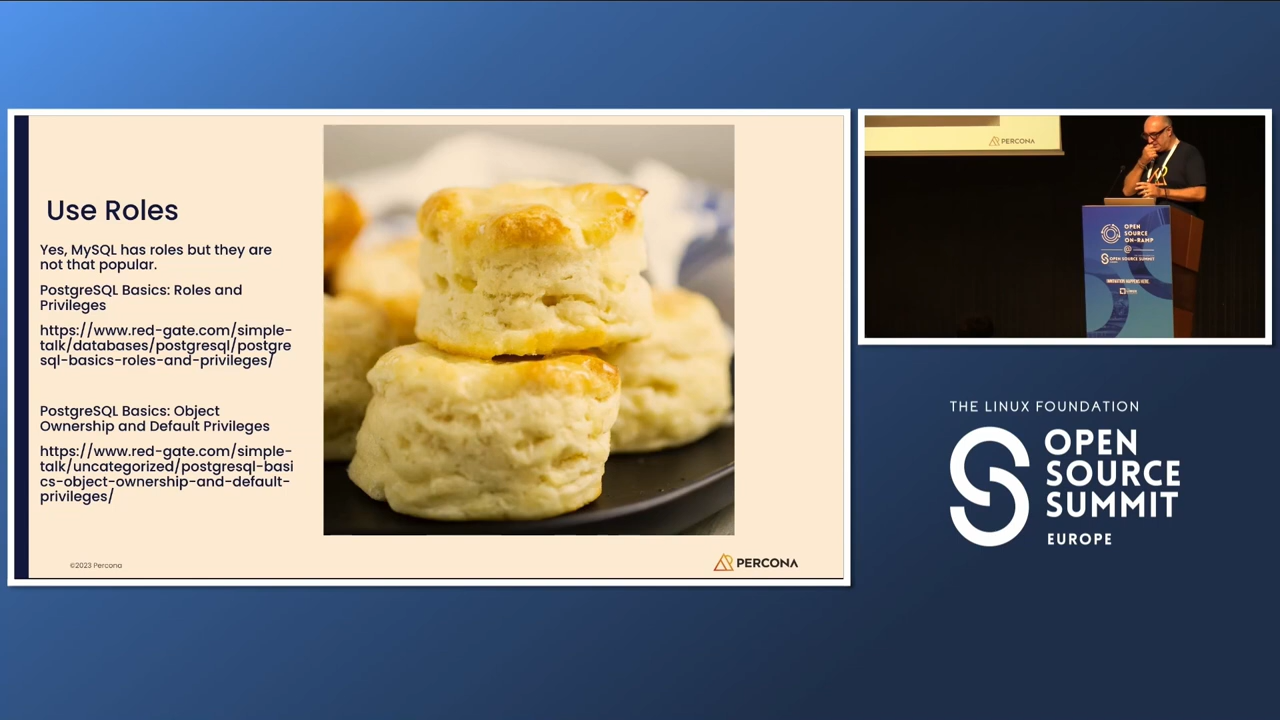 Use Roles
Yes, MySQL has roles but they are
not that popular.
PostgreSQL Basics: Roles and
Privileges
https://www.red-gate.com/simple-
talk/databases/postgresql/postgre
sql-basics-roles-and-privileges/
PostgreSQL Basics: Object
Ownership and Default Privileges
https://www.red-gate.com/simple-
talk/uncategorized/postgresql-basi
cs-object-ownership-and-default-
privileges/
©2023 Percona
PERCONA
PERCONA
OPEN
SOURCE
ON-RAMP
@
OPEN SOURCE SUMMIT
INNOVATION HAPPENS HERE.
THE LINUX FOUNDATION
OPEN
SOURCE
SUMMIT
EUROPE